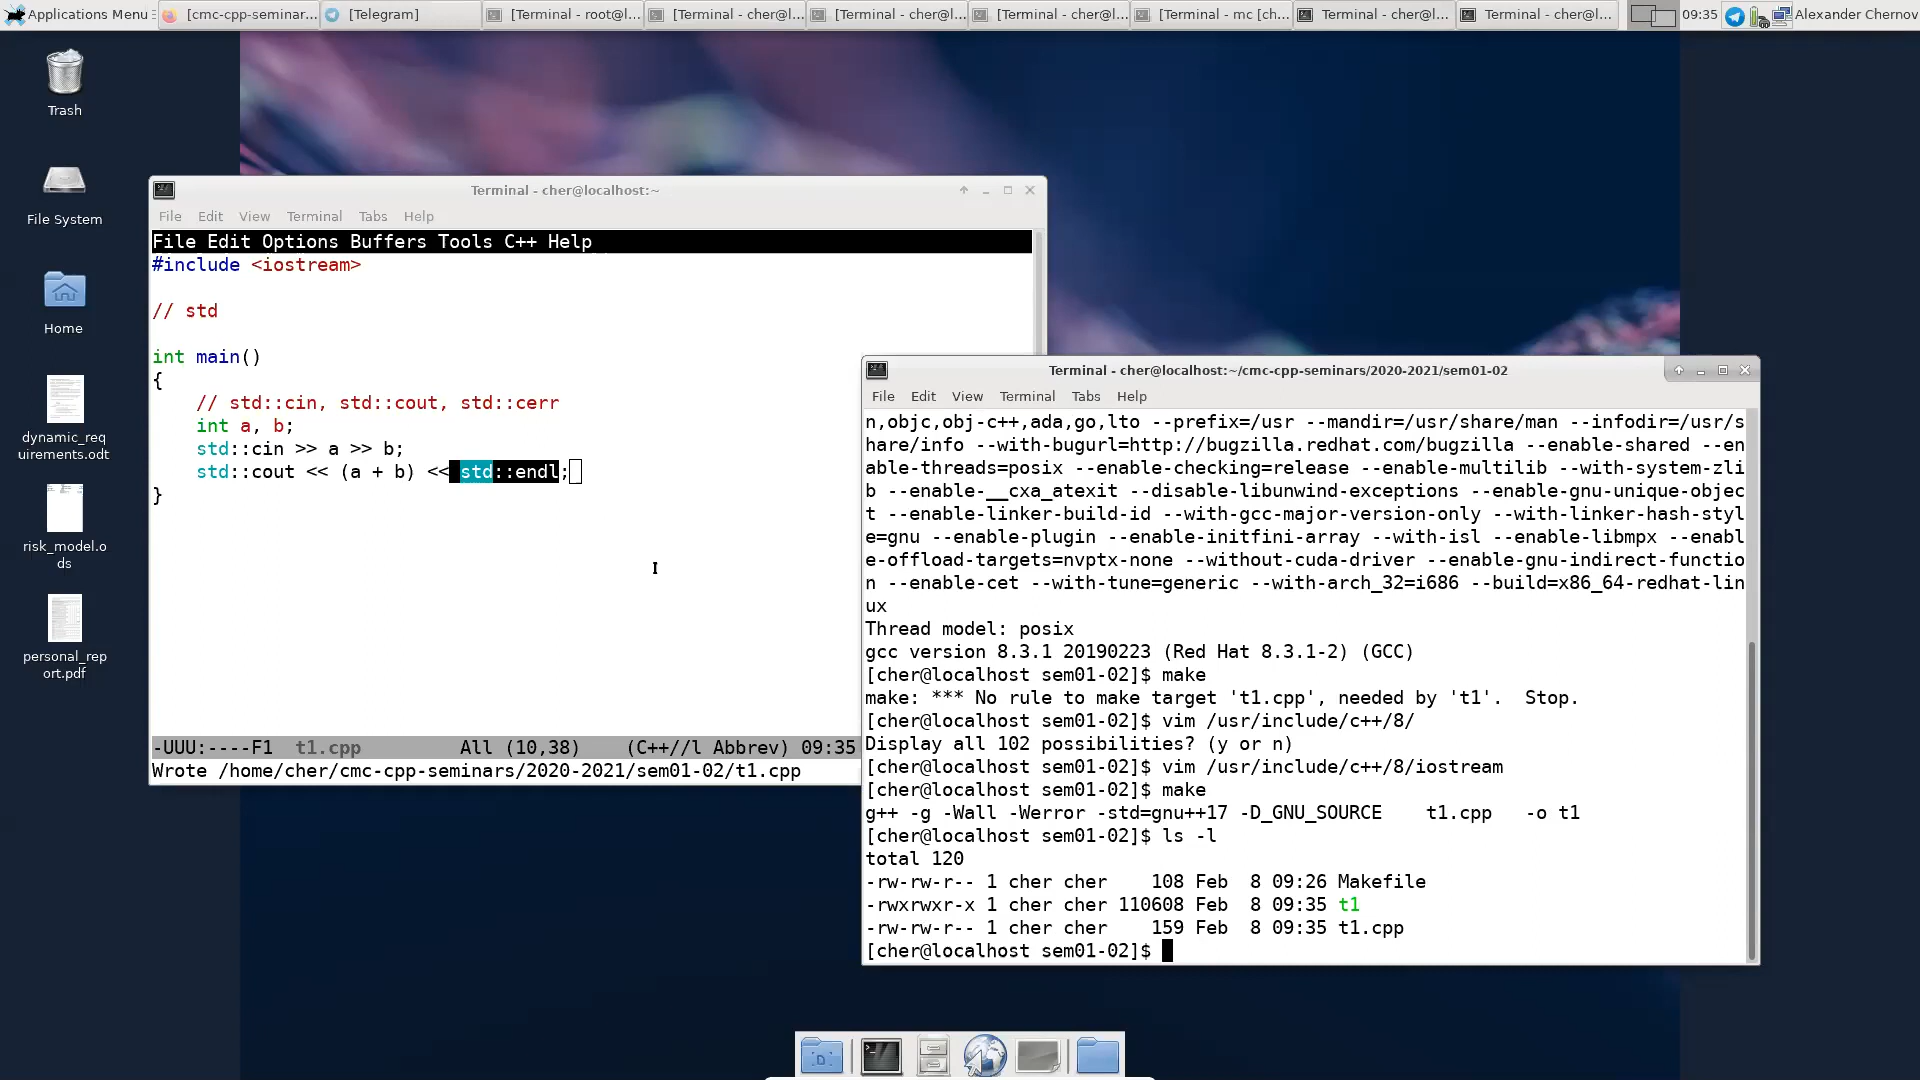 Applications Menu
[cmc-cpp-seminar...
[Telegram]
[Terminal - root@l...
[Terminal - cher@l...
[Terminal - cher@l...
[Terminal - cher@l...
[Terminal - mc [ch...
Terminal - cher@l...
Terminal - cher@l...
09:35
Alexander Chernov
Trash
File System
Home
dynamic_req
uirements.odt
risk_model.o
ds
personal_rep
ort.pdf
Terminal - cher@localhost:~
File Edit View Terminal Tabs Help
File Edit Options Buffers Tools C++ Help
#include <iostream>
// std
int main()
{
    // std::cin, std::cout, std::cerr
    int a, b;
    std::cin >> a >> b;
    std::cout << (a + b) << std::endl;
}
-UUU:----F1  t1.cpp         All (10,38)    (C++//l Abbrev) 09:35
Wrote /home/cher/cmc-cpp-seminars/2020-2021/sem01-02/t1.cpp
Terminal - cher@localhost:~/cmc-cpp-seminars/2020-2021/sem01-02
File Edit View Terminal Tabs Help
n,objc,obj-c++,ada,go,lto --prefix=/usr --mandir=/usr/share/man --infodir=/usr/s
hare/info --with-bugurl=http://bugzilla.redhat.com/bugzilla --enable-shared --en
able-threads=posix --enable-checking=release --enable-multilib --with-system-zli
b --enable-__cxa_atexit --disable-libunwind-exceptions --enable-gnu-unique-objec
t --enable-linker-build-id --with-gcc-major-version-only --with-linker-hash-styl
e=gnu --enable-plugin --enable-initfini-array --with-isl --enable-libmpx --enabl
e-offload-targets=nvptx-none --without-cuda-driver --enable-gnu-indirect-functio
n --enable-cet --with-tune=generic --with-arch_32=i686 --build=x86_64-redhat-lin
ux
Thread model: posix
gcc version 8.3.1 20190223 (Red Hat 8.3.1-2) (GCC)
[cher@localhost sem01-02]$ make
make: *** No rule to make target 't1.cpp', needed by 't1'.  Stop.
[cher@localhost sem01-02]$ vim /usr/include/c++/8/
Display all 102 possibilities? (y or n)
[cher@localhost sem01-02]$ vim /usr/include/c++/8/iostream
[cher@localhost sem01-02]$ make
g++ -g -Wall -Werror -std=gnu++17 -D_GNU_SOURCE    t1.cpp   -o t1
[cher@localhost sem01-02]$ ls -l
total 120
-rw-rw-r-- 1 cher cher    108 Feb  8 09:26 Makefile
-rwxrwxr-x 1 cher cher 110608 Feb  8 09:35 t1
-rw-rw-r-- 1 cher cher    159 Feb  8 09:35 t1.cpp
[cher@localhost sem01-02]$